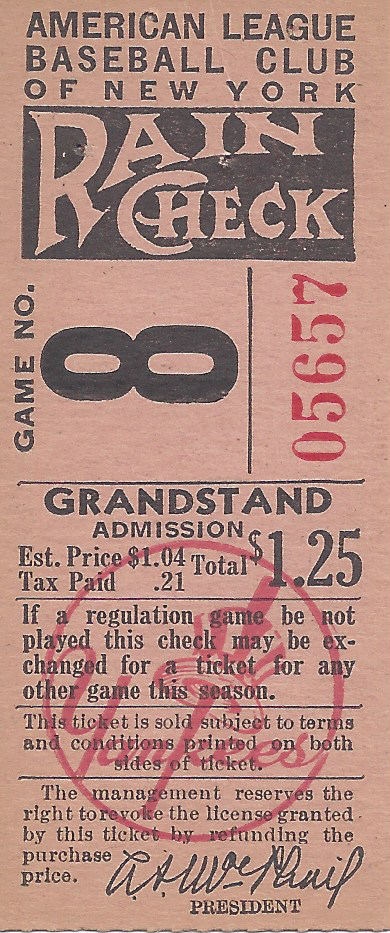 AMERICAN LEAGUE
BASEBALL CLUB
OF NEW YORK
RAIN
CHECK
GAME NO.
8
05657
GRANDSTAND
ADMISSION
Est. Price $1.04 Total $1.25
Tax Paid .21
If a regulation game be not
played this check may be ex-
changed for a ticket for any
other game this season.
Yankees
This ticket is sold subject to terms
and conditions printed on both
sides of ticket.
The management reserves the
right to revoke the license granted
by this ticket by refunding the
purchase
price.
PRESIDENT